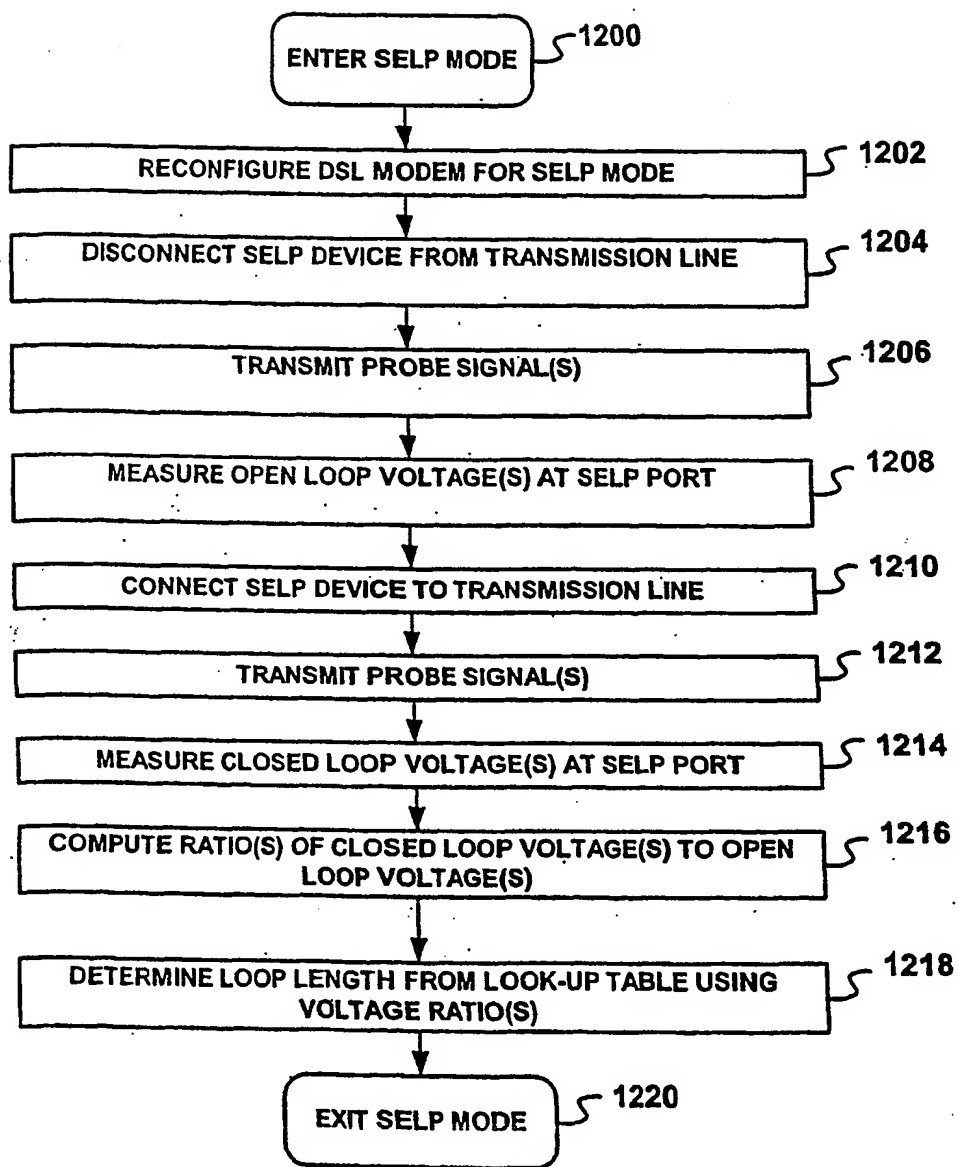 ENTER SELP MODE
1200
RECONFIGURE DSL MODEM FOR SELP MODE
1202
DISCONNECT SELP DEVICE FROM TRANSMISSION LINE
1204
TRANSMIT PROBE SIGNAL(S)
1206
MEASURE OPEN LOOP VOLTAGE(S) AT SELP PORT
1208
CONNECT SELP DEVICE TO TRANSMISSION LINE
1210
TRANSMIT PROBE SIGNAL(S)
1212
MEASURE CLOSED LOOP VOLTAGE(S) AT SELP PORT
1214
COMPUTE RATIO(S) OF CLOSED LOOP VOLTAGE(S) TO OPEN
LOOP VOLTAGE(S)
1216
DETERMINE LOOP LENGTH FROM LOOK-UP TABLE USING
VOLTAGE RATIO(S)
1218
EXIT SELP MODE
1220